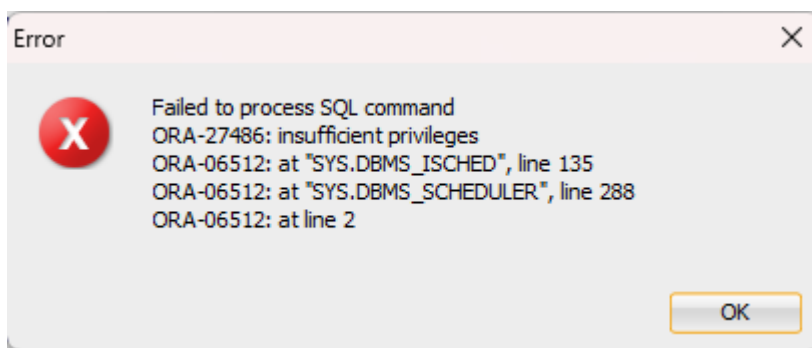 Error
Failed to process SQL command
ORA-27486: insufficient privileges
ORA-06512: at "SYS.DBMS_ISCHED", line 135
ORA-06512: at "SYS.DBMS_SCHEDULER", line 288
ORA-06512: at line 2
OK